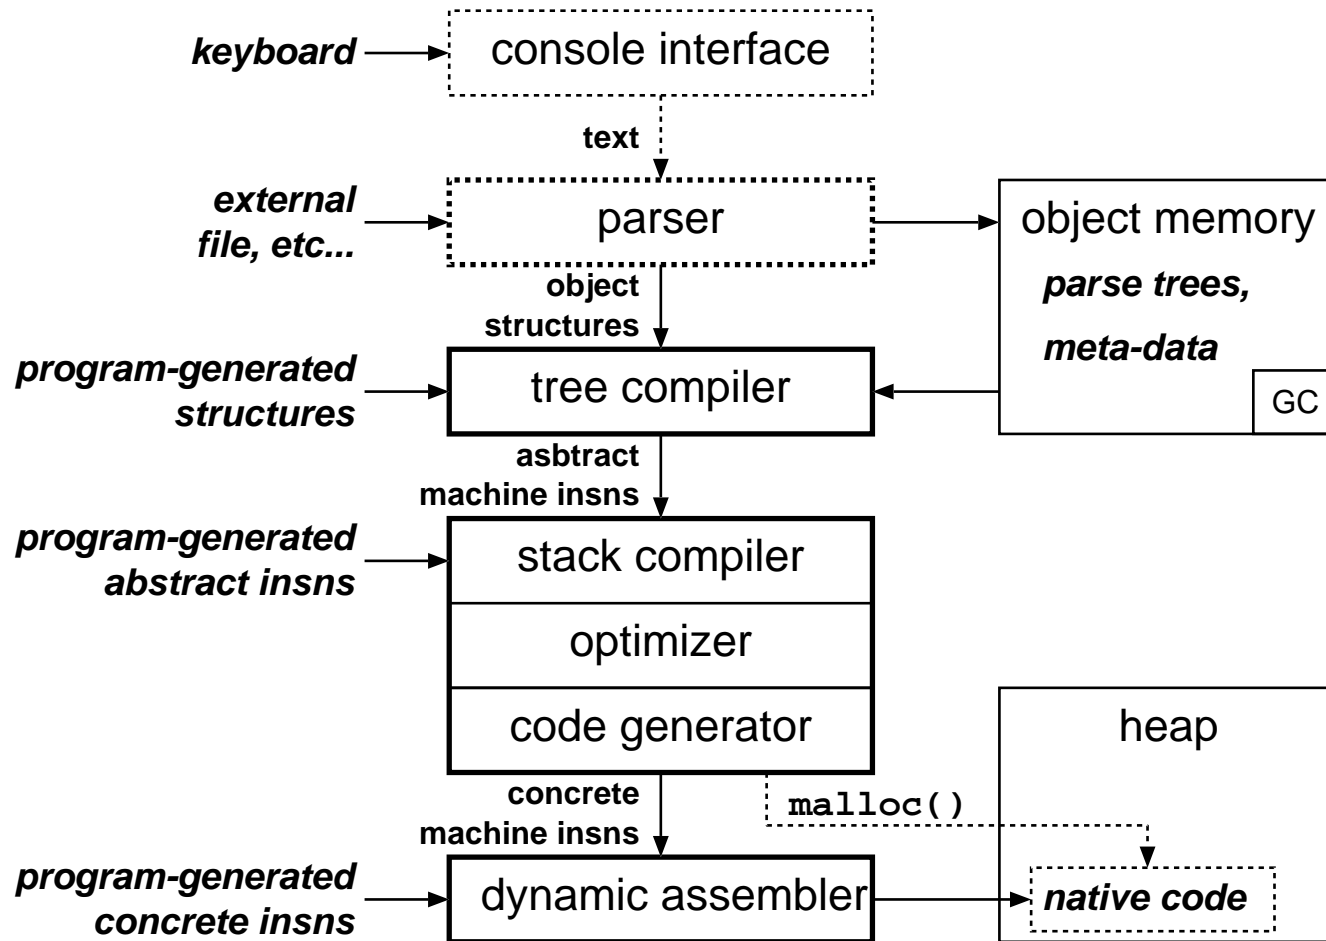 keyboard
console interface
text
external
file, etc...
parser
object memory
parse trees,
meta-data
GC
object
structures
program-generated
structures
tree compiler
asbtract
machine insns
program-generated
abstract insns
stack compiler
optimizer
code generator
heap
concrete
machine insns
malloc()
program-generated
concrete insns
dynamic assembler
native code